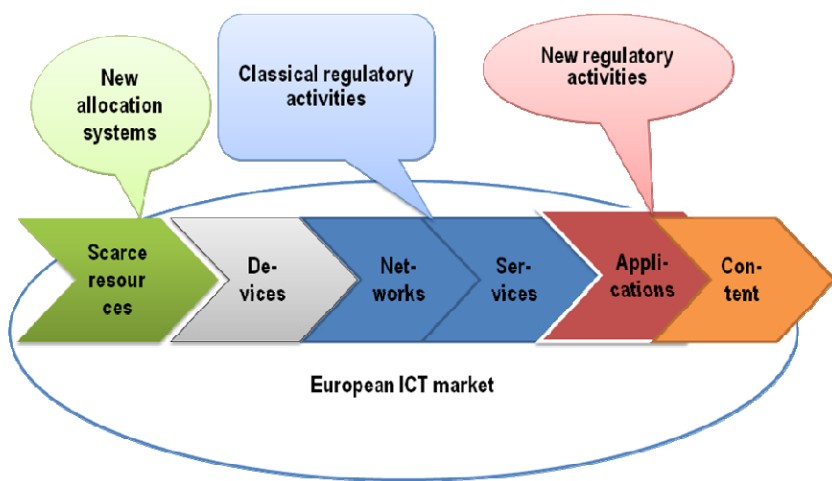 New
allocation
systems
Classical regulatory
activities
New regulatory
activities
Scarce
resour
ces
De-
vices
Net-
works
Ser-
vices
Appli-
cations
Con-
tent
European ICT market